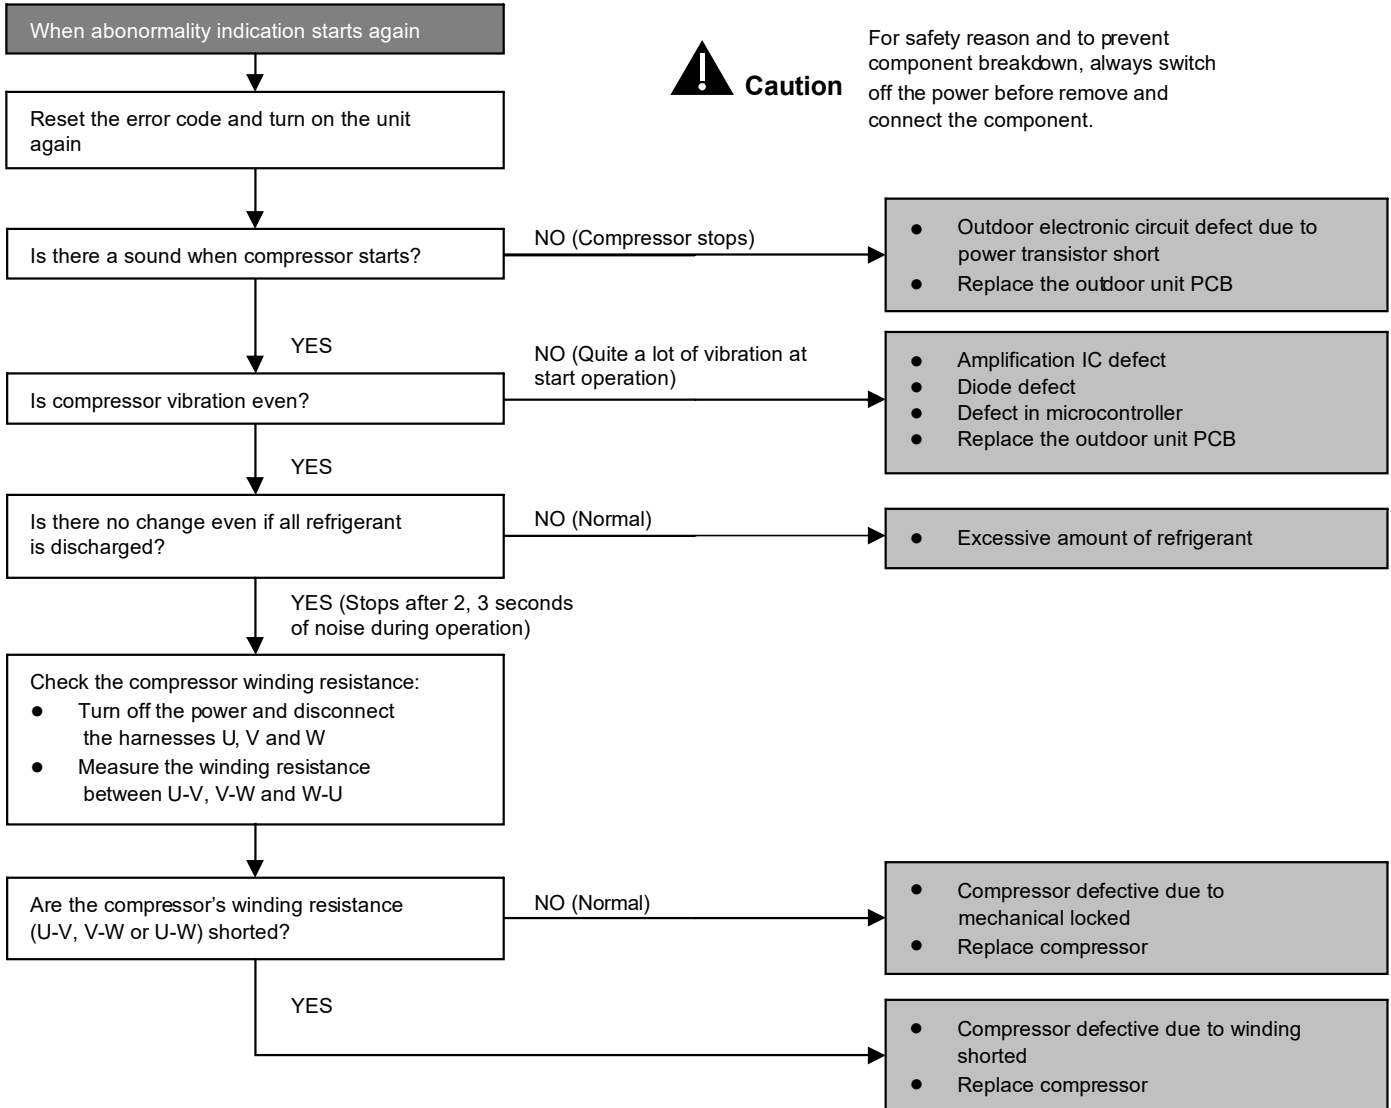 When abonormality indication starts again
For safety reason and to prevent
component breakdown, always switch
off the power before remove and
connect the component.
Caution
Reset the error code and turn on the unit
again
Is there a sound when compressor starts?
NO (Compressor stops)
● Outdoor electronic circuit defect due to
power transistor short
● Replace the outdoor unit PCB
YES
Is compressor vibration even?
NO (Quite a lot of vibration at
start operation)
● Amplification IC defect
● Diode defect
● Defect in microcontroller
● Replace the outdoor unit PCB
YES
Is there no change even if all refrigerant
is discharged?
NO (Normal)
● Excessive amount of refrigerant
YES (Stops after 2, 3 seconds
of noise during operation)
Check the compressor winding resistance:
● Turn off the power and disconnect
the harnesses U, V and W
● Measure the winding resistance
between U-V, V-W and W-U
Are the compressor’s winding resistance
(U-V, V-W or U-W) shorted?
NO (Normal)
● Compressor defective due to
mechanical locked
● Replace compressor
YES
● Compressor defective due to winding
shorted
● Replace compressor